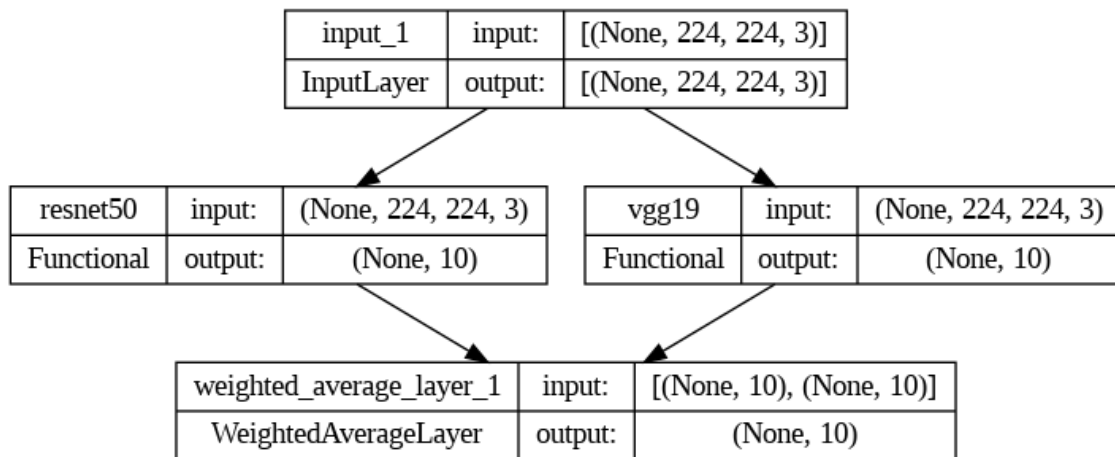 input_1 input: [(None, 224, 224, 3)]
InputLayer output: [(None, 224, 224, 3)]
resnet50 input: (None, 224, 224, 3)
Functional output: (None, 10)
vgg19 input: (None, 224, 224, 3)
Functional output: (None, 10)
weighted_average_layer_1 input: [(None, 10), (None, 10)]
WeightedAverageLayer output: (None, 10)